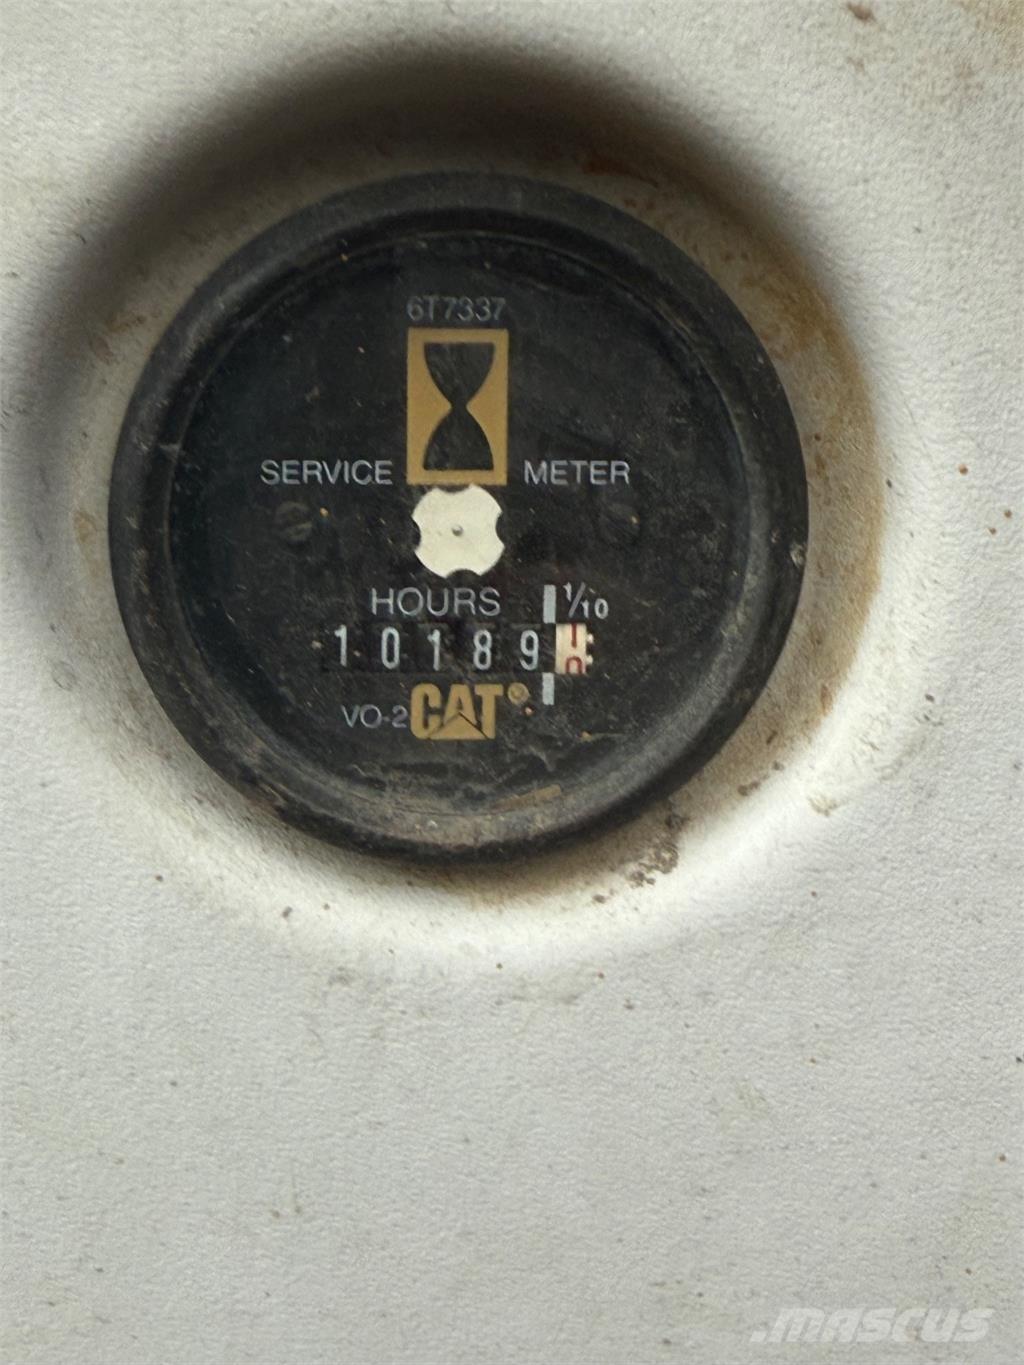 6T7337
SERVICE METER
HOURS 1/10
10189
VO-2 CAT®
MASCUS